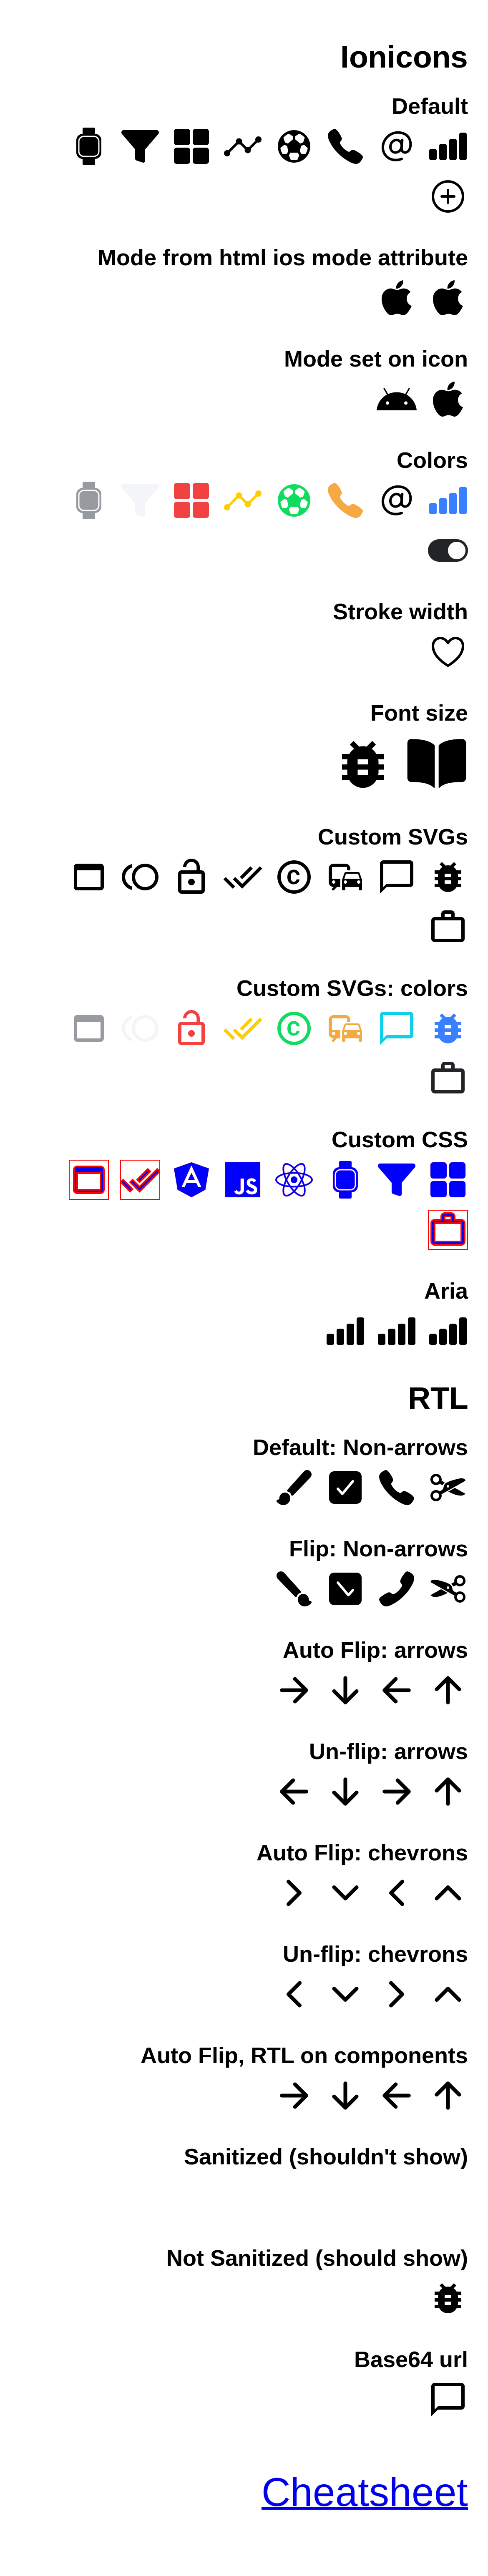 Ionicons
Default
Mode from html ios mode attribute
Mode set on icon
Colors
Stroke width
Font size
Custom SVGs
Custom SVGs: colors
Custom CSS
JS
Aria
RTL
Default: Non-arrows
Flip: Non-arrows
Auto Flip: arrows
Un-flip: arrows
Auto Flip: chevrons
Un-flip: chevrons
Auto Flip, RTL on components
Sanitized (shouldn't show)
Not Sanitized (should show)
Base64 url
Cheatsheet